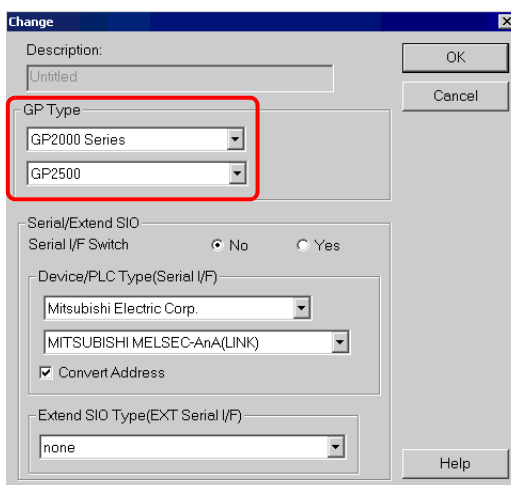 Change
Description:
Untitled
OK
Cancel
GP Type
GP2000 Series
GP2500
Serial/Extend SIO
Serial I/F Switch No Yes
Device/PLC Type(Serial I/F)
Mitsubishi Electric Corp.
MITSUBISHI MELSEC-AnA(LINK)
Convert Address
Extend SIO Type(EXT Serial I/F)
none
Help